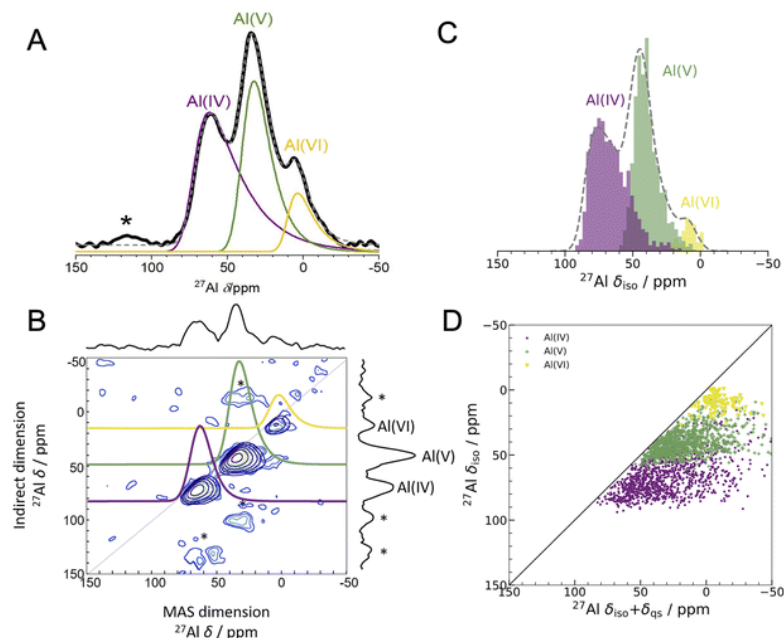 A
Al(V)
Al(IV)
Al(VI)
*
150 100 50 0 -50
²⁷Al δ/ppm
C
Al(V)
Al(IV)
Al(VI)
150 100 50 0 −50
²⁷Al δiso / ppm
B
-50
0
50
100
150
Indirect dimension
²⁷Al δ / ppm
*
*
*
*
Al(VI)
Al(V)
Al(IV)
*
*
150 100 50 0 -50
MAS dimension
²⁷Al δ / ppm
D
−50
0
50
100
150
²⁷Al δiso / ppm
Al(IV)
Al(V)
Al(VI)
150 100 50 0 −50
²⁷Al δiso+δqs / ppm